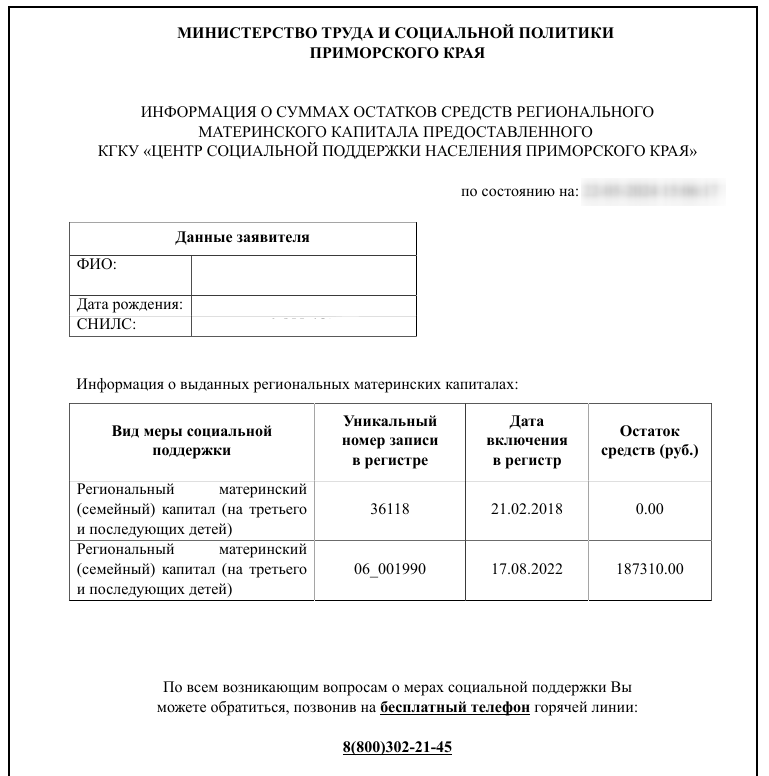 МИНИСТЕРСТВО ТРУДА И СОЦИАЛЬНОЙ ПОЛИТИКИ
ПРИМОРСКОГО КРАЯ
ИНФОРМАЦИЯ О СУММАХ ОСТАТКОВ СРЕДСТВ РЕГИОНАЛЬНОГО
МАТЕРИНСКОГО КАПИТАЛА ПРЕДОСТАВЛЕННОГО
КГКУ «ЦЕНТР СОЦИАЛЬНОЙ ПОДДЕРЖКИ НАСЕЛЕНИЯ ПРИМОРСКОГО КРАЯ»
по состоянию на:
Данные заявителя
ФИО:
Дата рождения:
СНИЛС:
Информация о выданных региональных материнских капиталах:
Вид меры социальной
поддержки
Уникальный
номер записи
в регистре
Дата
включения
в регистр
Остаток
средств (руб.)
Региональный материнский
(семейный) капитал (на третьего
и последующих детей)
36118
21.02.2018
0.00
Региональный материнский
(семейный) капитал (на третьего
и последующих детей)
06_001990
17.08.2022
187310.00
По всем возникающим вопросам о мерах социальной поддержки Вы
можете обратиться, позвонив на бесплатный телефон горячей линии:
8(800)302-21-45